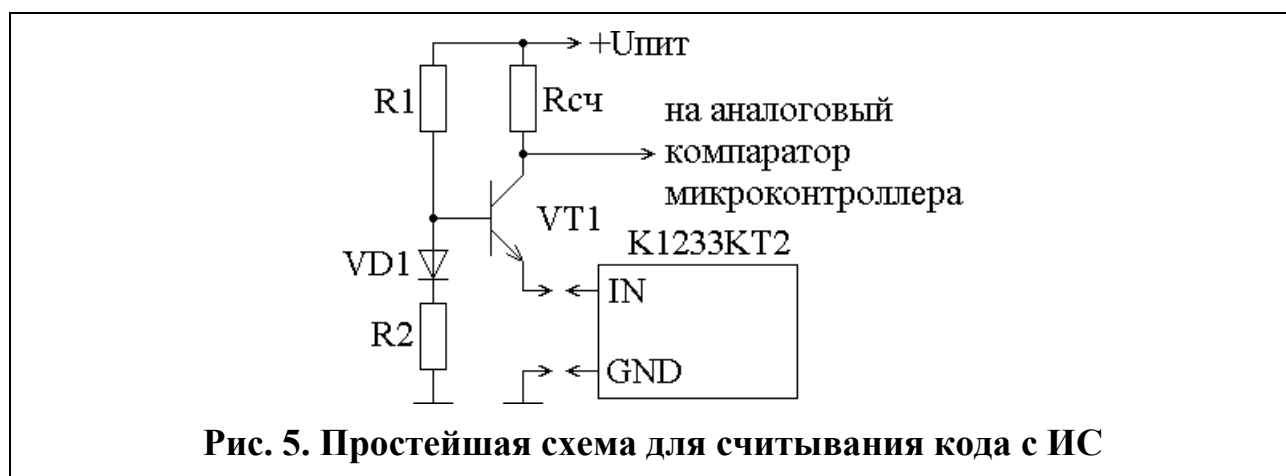 +Uпит
R1
Rсч
на аналоговый
компаратор
микроконтроллера
VT1
K1233KT2
VD1
IN
R2
GND
Рис. 5. Простейшая схема для считывания кода с ИС